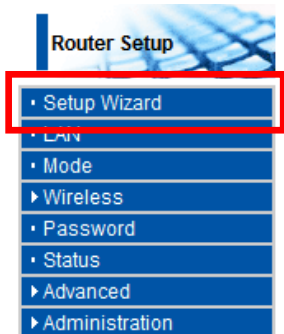 Router Setup
Setup Wizard
LAN
Mode
Wireless
Password
Status
Advanced
Administration